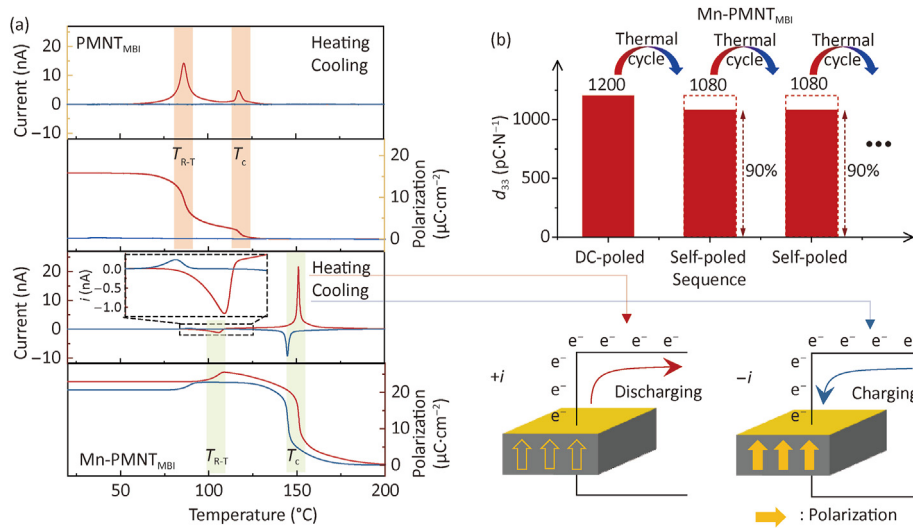 (a)
PMNT_MBI
Heating
Cooling
Current (nA)
20
10
0
−10
T_R-T
T_c
Polarization
(μC·cm⁻²)
20
10
0
i (nA)
0.0
−0.5
−1.0
Heating
Cooling
Current (nA)
20
10
0
−10
Mn-PMNT_MBI
T_R-T
T_c
Polarization
(μC·cm⁻²)
20
10
0
50
100
150
200
Temperature (°C)
(b)
Mn-PMNT_MBI
Thermal
cycle
Thermal
cycle
Thermal
cycle
1200
1080
1080
90%
90%
•••
d₃₃ (pC·N⁻¹)
1000
500
0
DC-poled
Self-poled
Self-poled
Sequence
e⁻ e⁻ e⁻ e⁻
e⁻
e⁻
e⁻
+i
Discharging
e⁻ e⁻ e⁻ e⁻
e⁻
e⁻
e⁻
−i
Charging
: Polarization